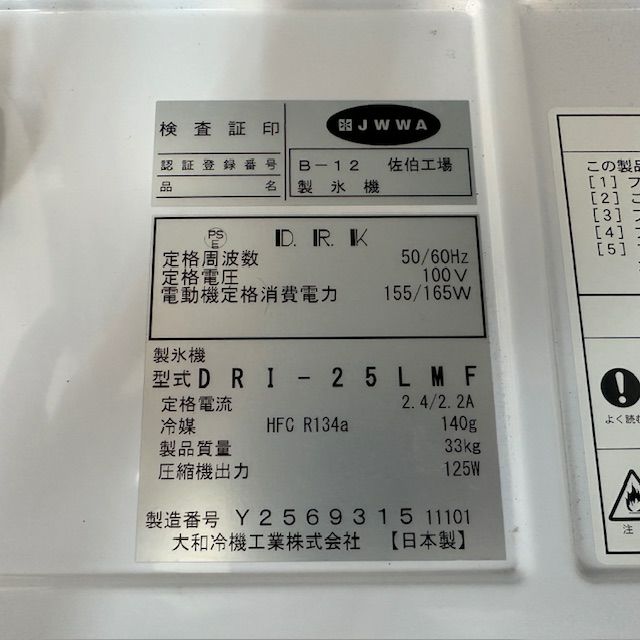 検査証印 JWWA
認証登録番号 B-12 佐伯工場
品名 製氷機
PS E D.R.K
定格周波数 50/60Hz
定格電圧 100V
電動機定格消費電力 155/165W
製氷機
型式 DRI-25LMF
定格電流 2.4/2.2A
冷媒 HFC R134a 140g
製品質量 33kg
圧縮機出力 125W
製造番号 Y2569315 11101
大和冷機工業株式会社 【日本製】
この製品
[1]
[2]
[3]
[4]
[5]
よく読む
注